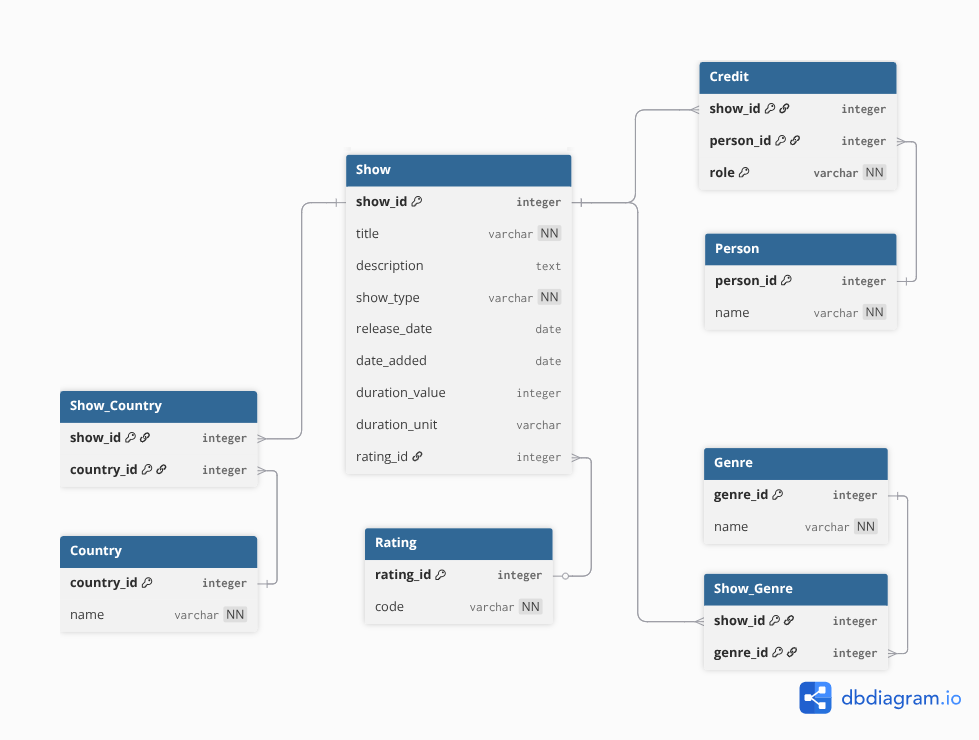 Credit
show_id integer
person_id integer
role varchar NN
Show
show_id integer
title varchar NN
description text
show_type varchar NN
release_date date
date_added date
duration_value integer
duration_unit varchar
rating_id integer
Person
person_id integer
name varchar NN
Show_Country
show_id integer
country_id integer
Genre
genre_id integer
name varchar NN
Country
country_id integer
name varchar NN
Rating
rating_id integer
code varchar NN
Show_Genre
show_id integer
genre_id integer
dbdiagram.io